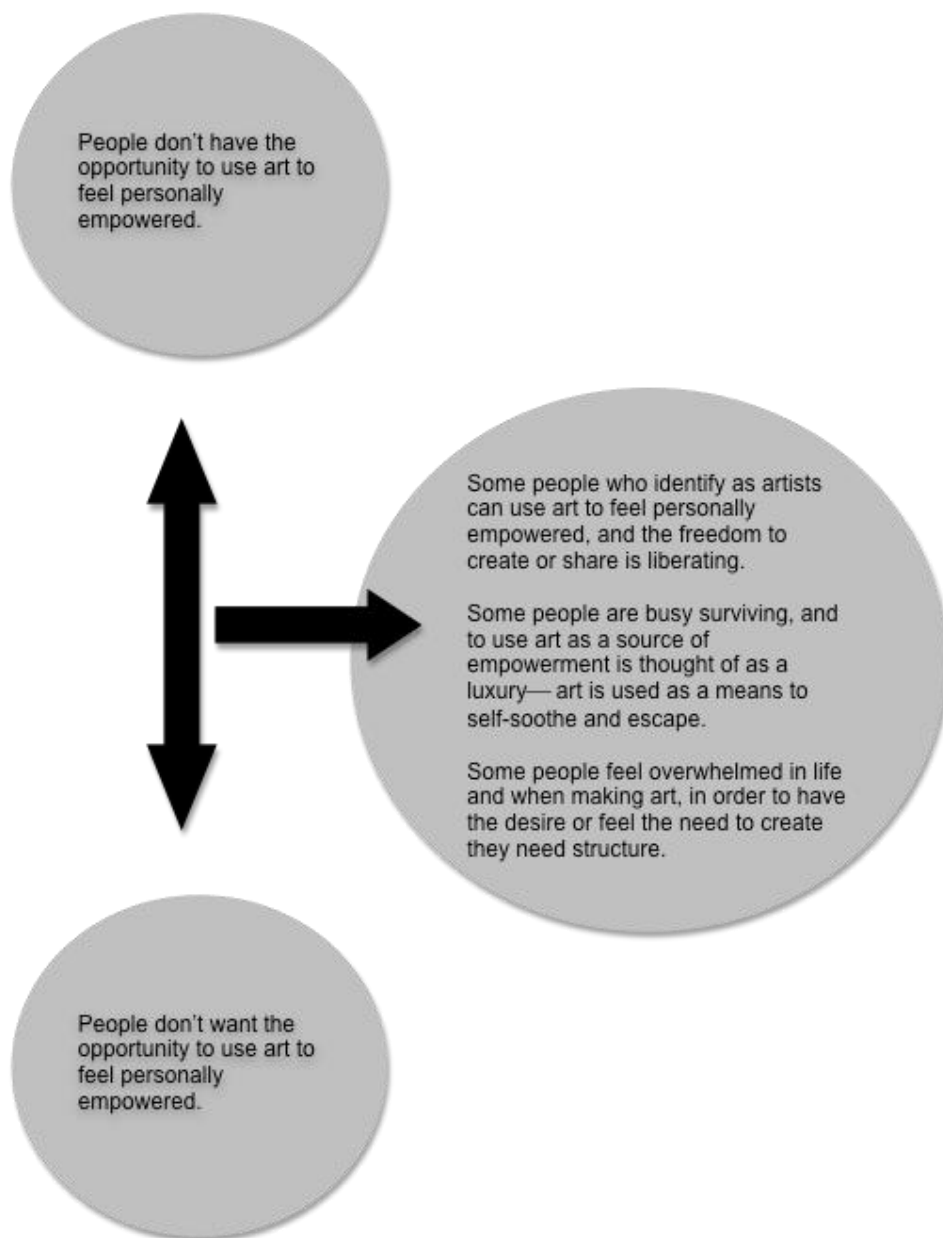 People don’t have the
opportunity to use art to
feel personally
empowered.
Some people who identify as artists
can use art to feel personally
empowered, and the freedom to
create or share is liberating.
Some people are busy surviving, and
to use art as a source of
empowerment is thought of as a
luxury— art is used as a means to
self-soothe and escape.
Some people feel overwhelmed in life
and when making art, in order to have
the desire or feel the need to create
they need structure.
People don’t want the
opportunity to use art to
feel personally
empowered.